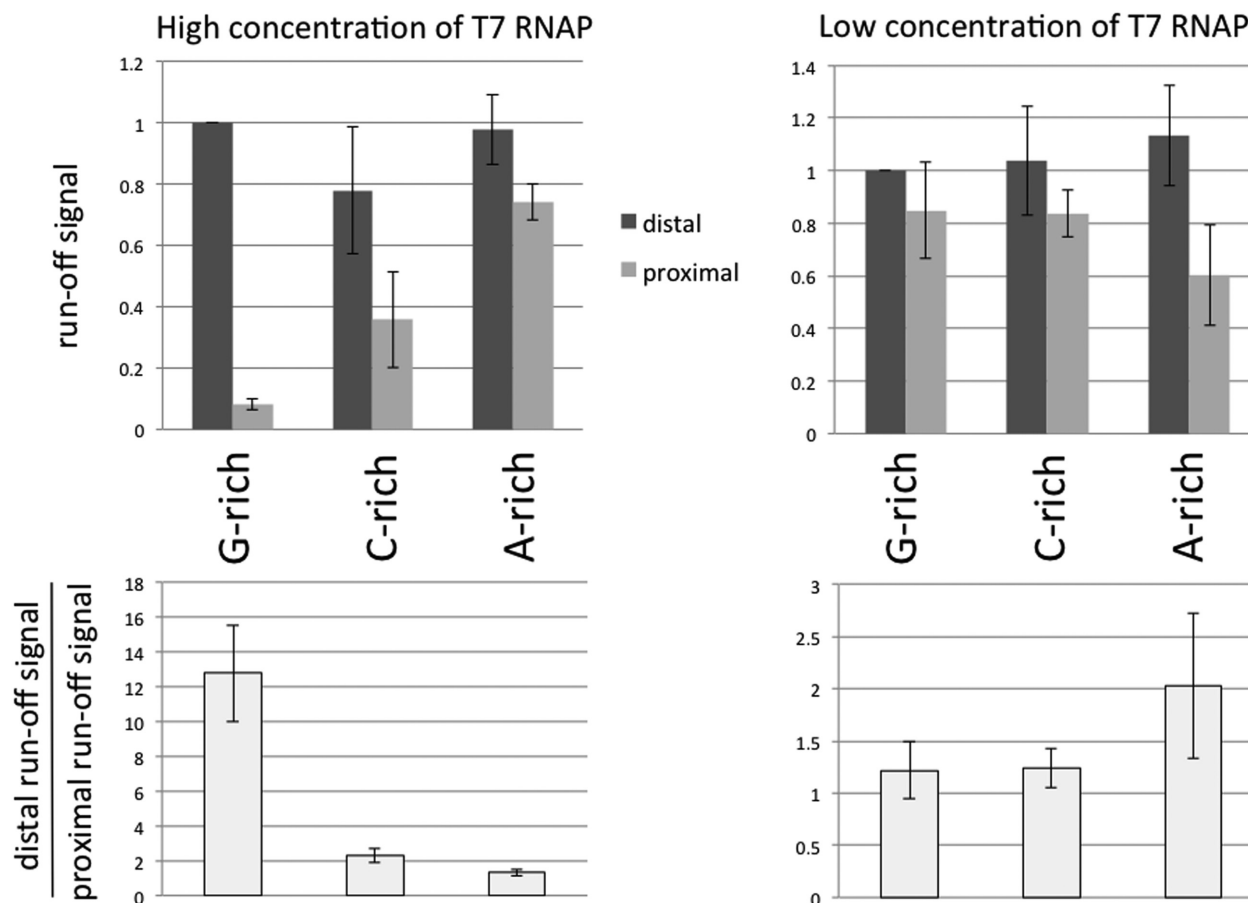 High concentration of T7 RNAP
Low concentration of T7 RNAP
run-off signal
1.2
1
0.8
0.6
0.4
0.2
0
G-rich
C-rich
A-rich
distal
proximal
1.4
1.2
1
0.8
0.6
0.4
0.2
0
G-rich
C-rich
A-rich
distal run-off signal
proximal run-off signal
18
16
14
12
10
8
6
4
2
0
3
2.5
2
1.5
1
0.5
0